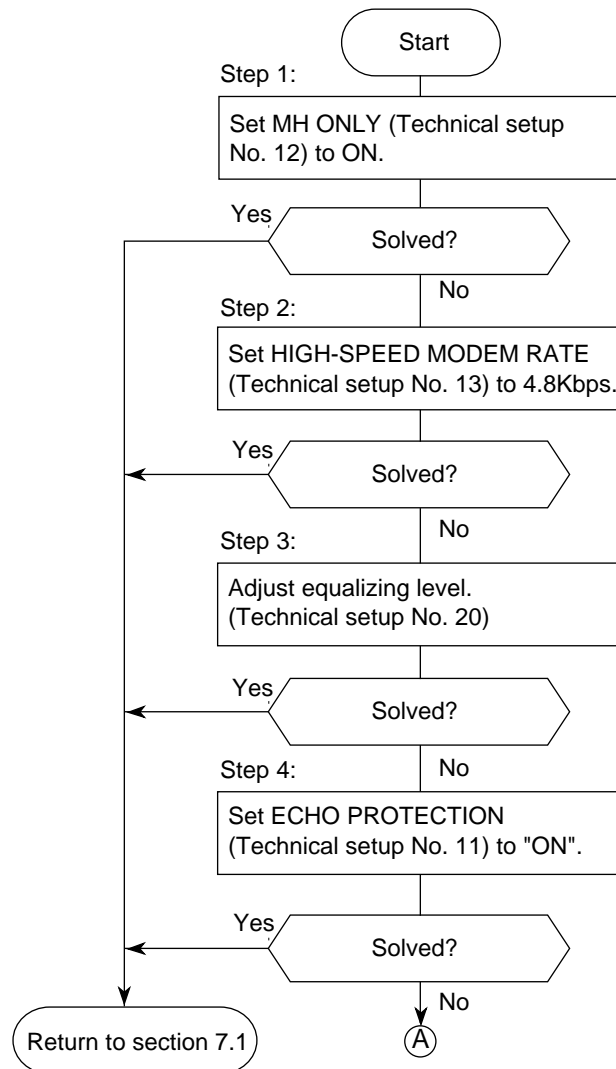 Start
Step 1:
Set MH ONLY (Technical setup
No. 12) to ON.
Yes
Solved?
No
Step 2:
Set HIGH-SPEED MODEM RATE
(Technical setup No. 13) to 4.8Kbps.
Yes
Solved?
No
Step 3:
Adjust equalizing level.
(Technical setup No. 20)
Yes
Solved?
No
Step 4:
Set ECHO PROTECTION
(Technical setup No. 11) to "ON".
Yes
Solved?
No
Return to section 7.1
A